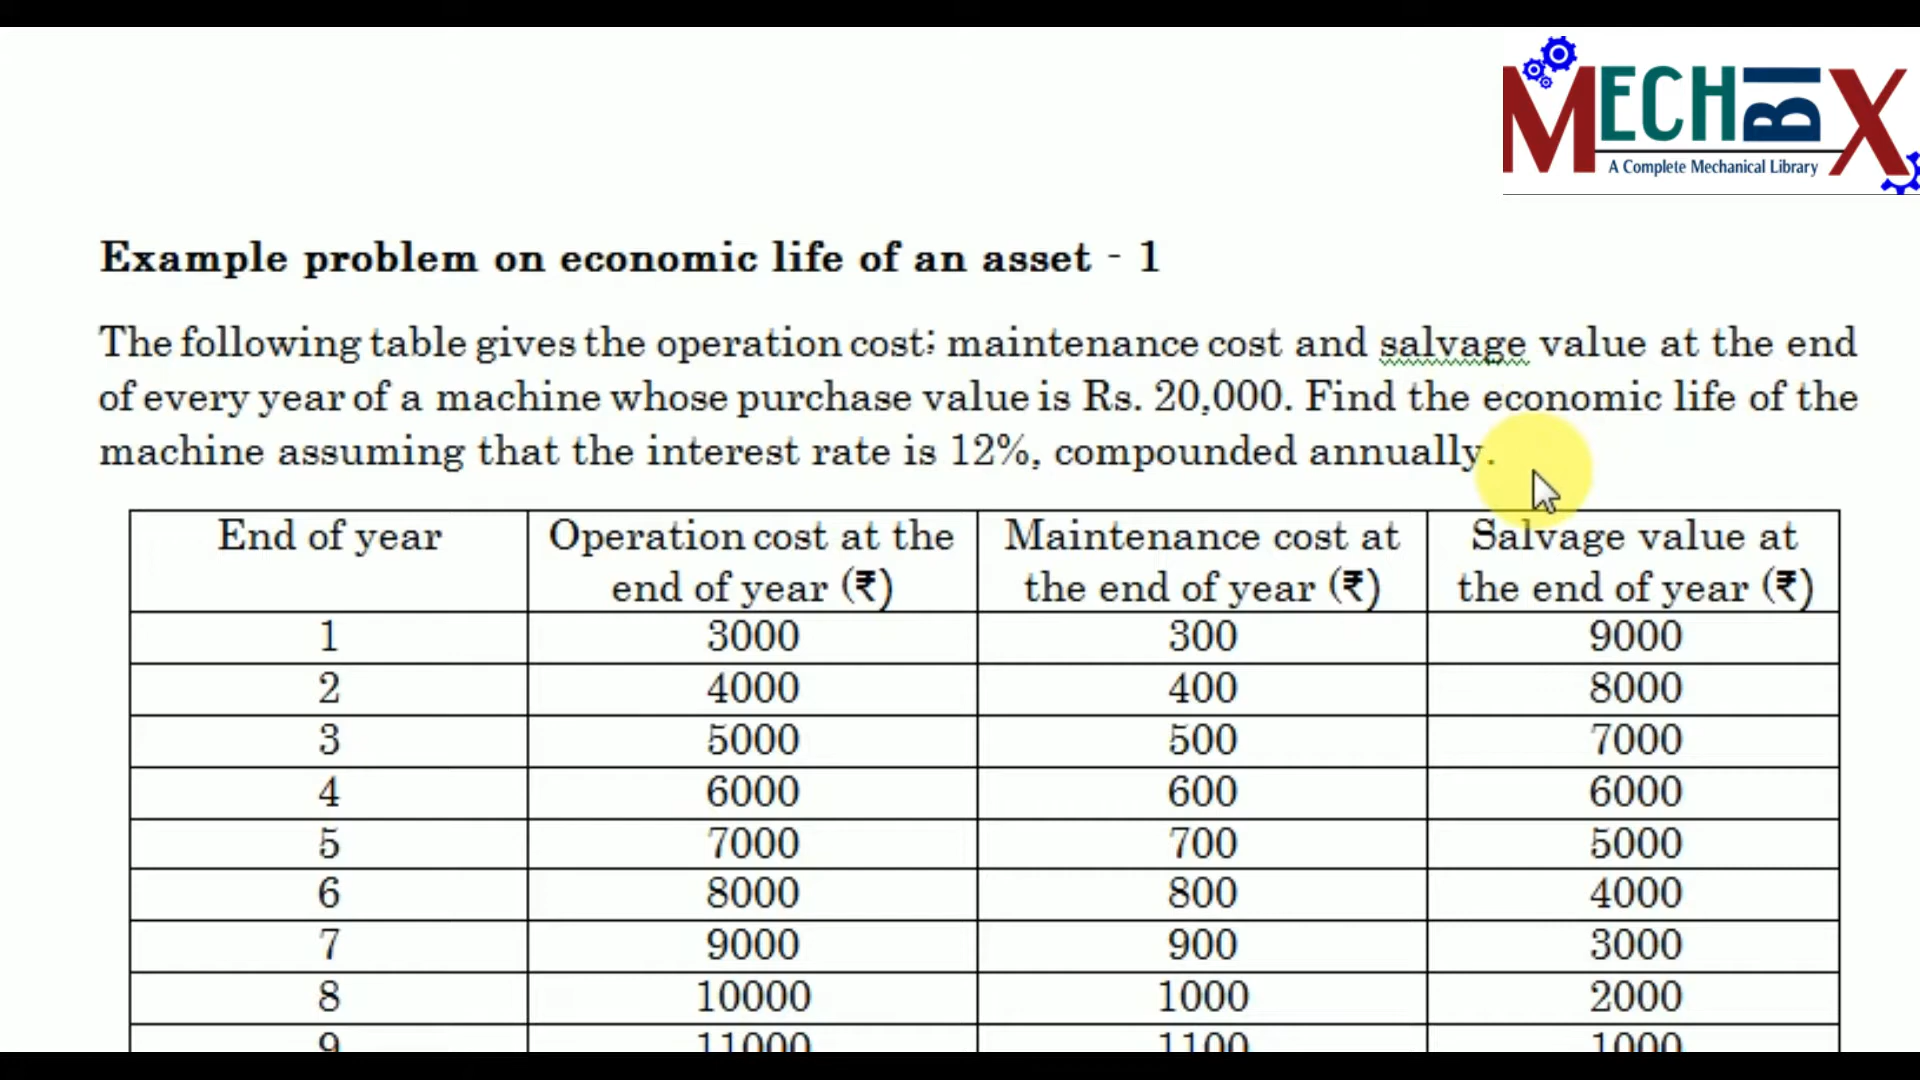 MECHBIX
A Complete Mechanical Library
Example problem on economic life of an asset - 1
The following table gives the operation cost; maintenance cost and salvage value at the end
of every year of a machine whose purchase value is Rs. 20,000. Find the economic life of the
machine assuming that the interest rate is 12%, compounded annually.
End of year Operation cost at the Maintenance cost at Salvage value at
end of year (₹) the end of year (₹) the end of year (₹)
1 3000 300 9000
2 4000 400 8000
3 5000 500 7000
4 6000 600 6000
5 7000 700 5000
6 8000 800 4000
7 9000 900 3000
8 10000 1000 2000
9 11000 1100 1000